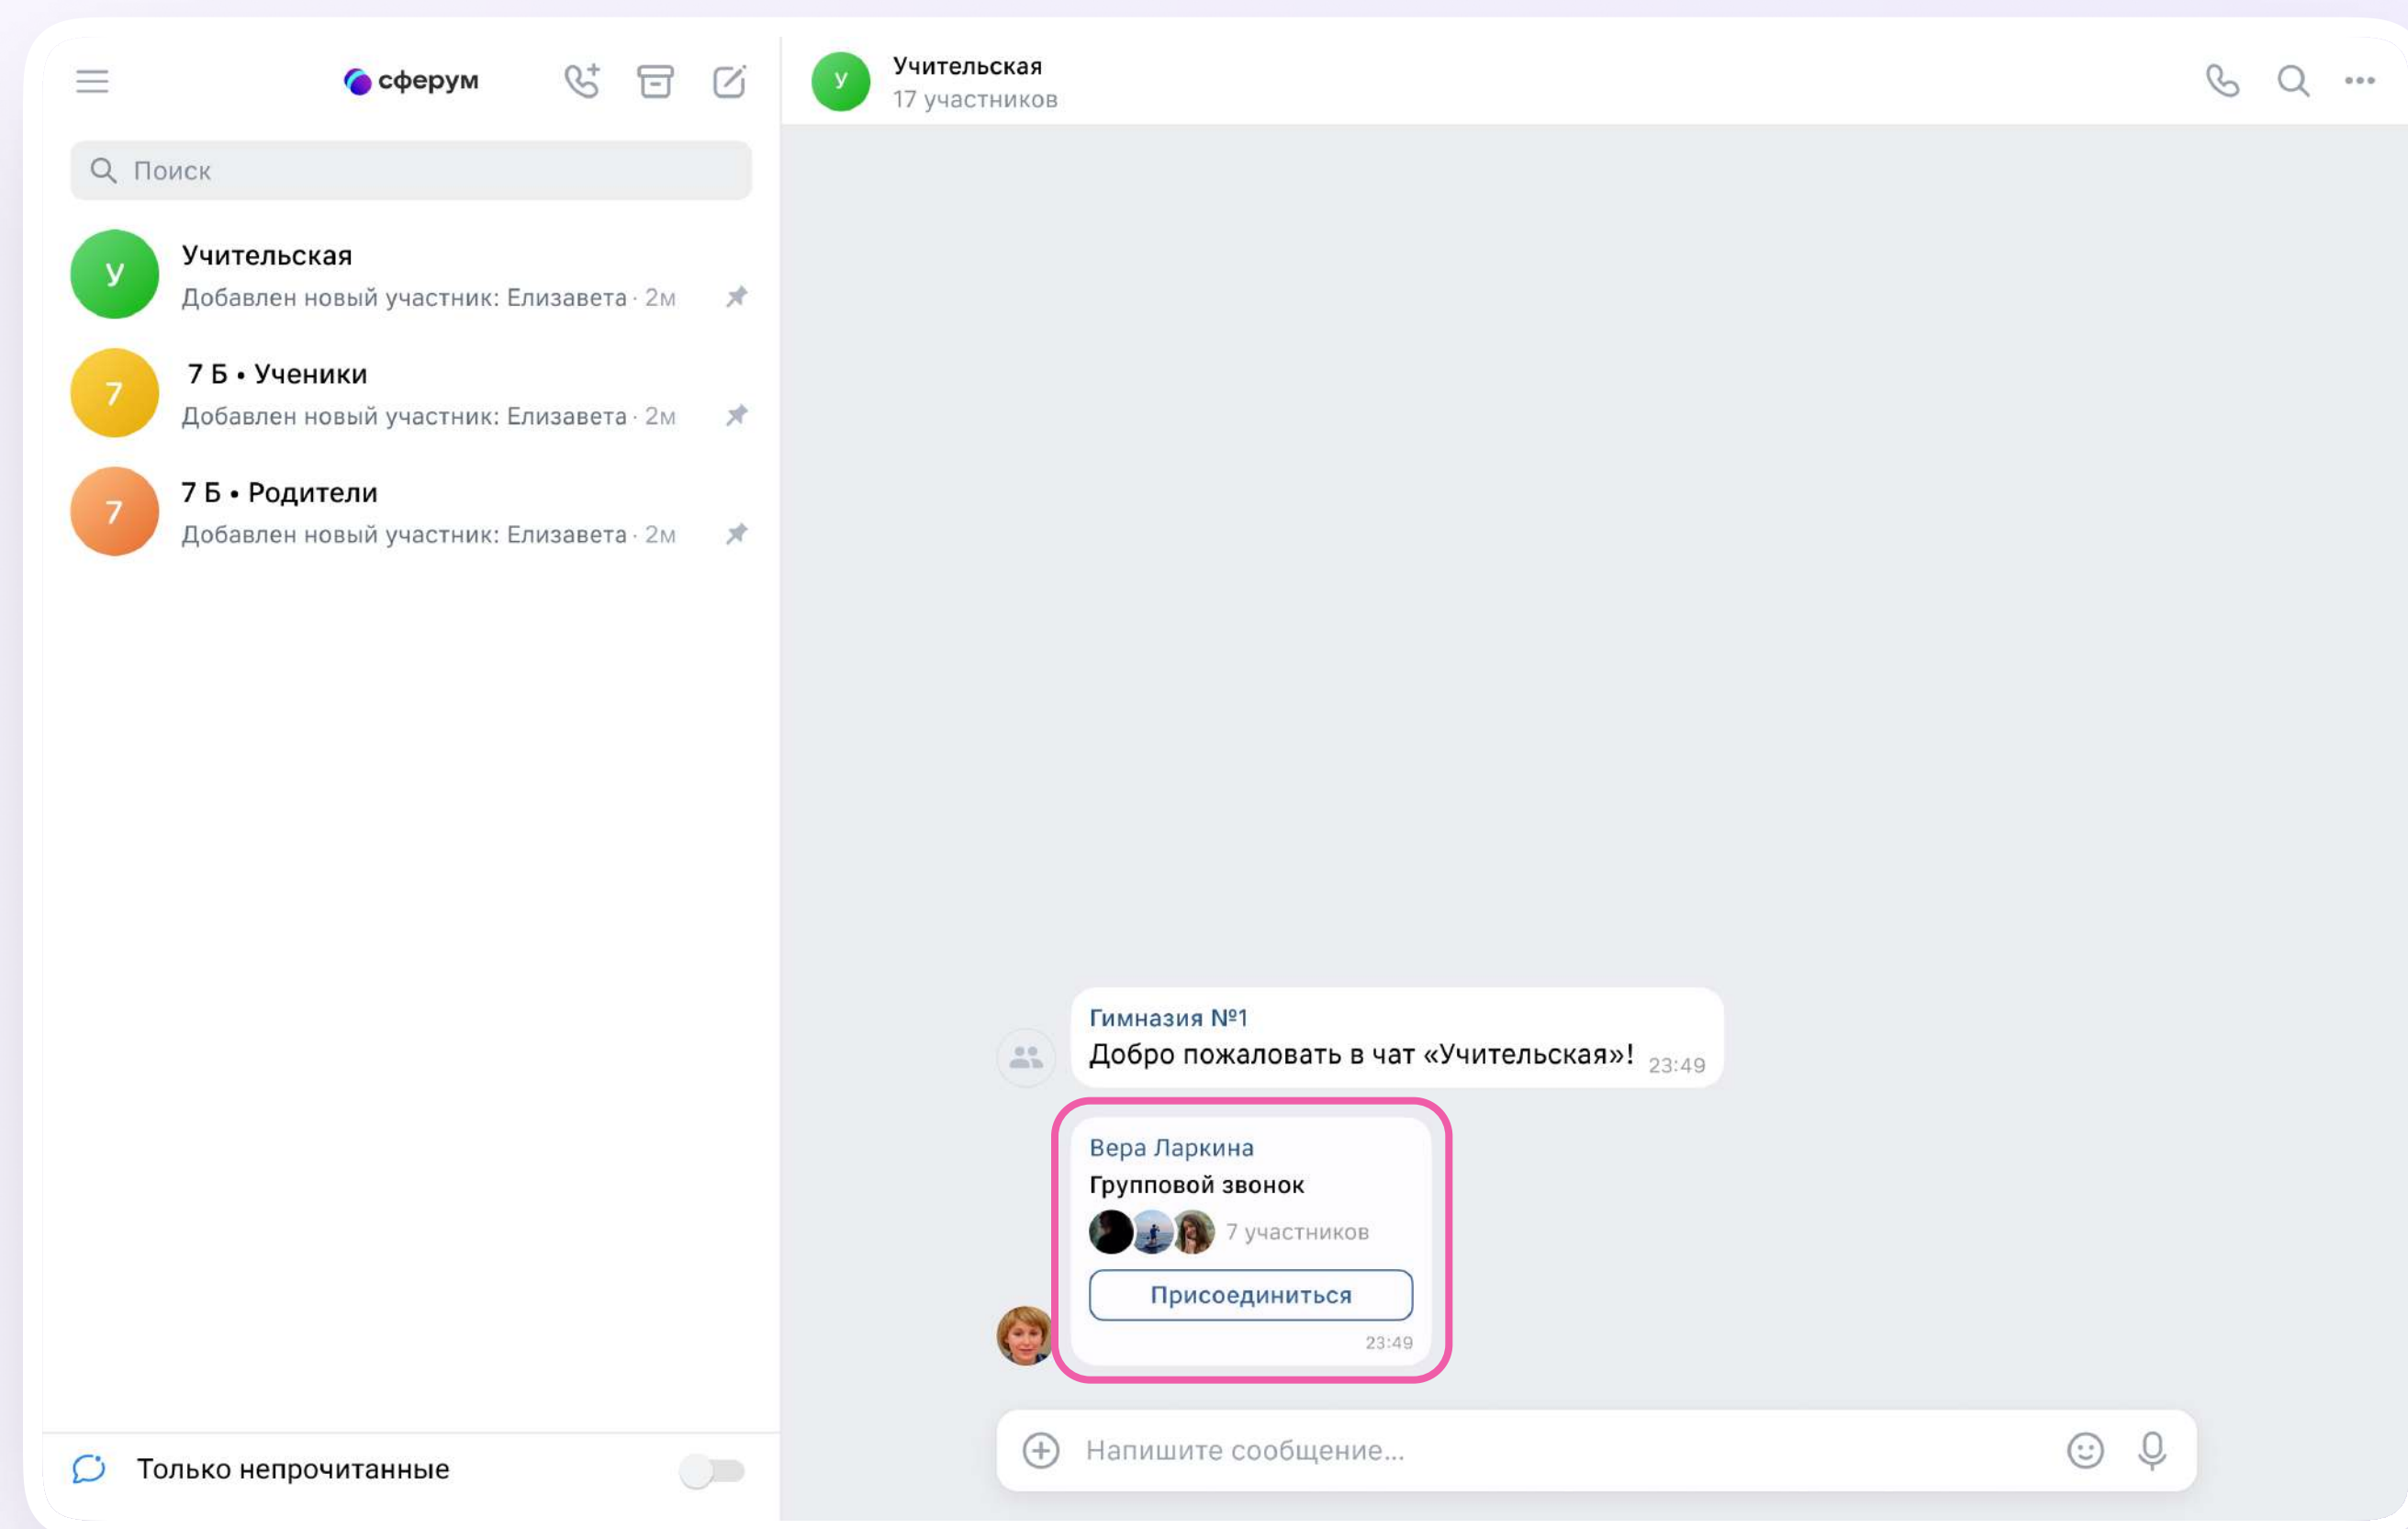 сферум
Поиск
У
Учительская
Добавлен новый участник: Елизавета · 2м
7
7 Б • Ученики
Добавлен новый участник: Елизавета · 2м
7
7 Б • Родители
Добавлен новый участник: Елизавета · 2м
Только непрочитанные
У
Учительская
17 участников
Гимназия №1
Добро пожаловать в чат «Учительская»! 23:49
Вера Ларкина
Групповой звонок
7 участников
Присоединиться
23:49
Напишите сообщение...